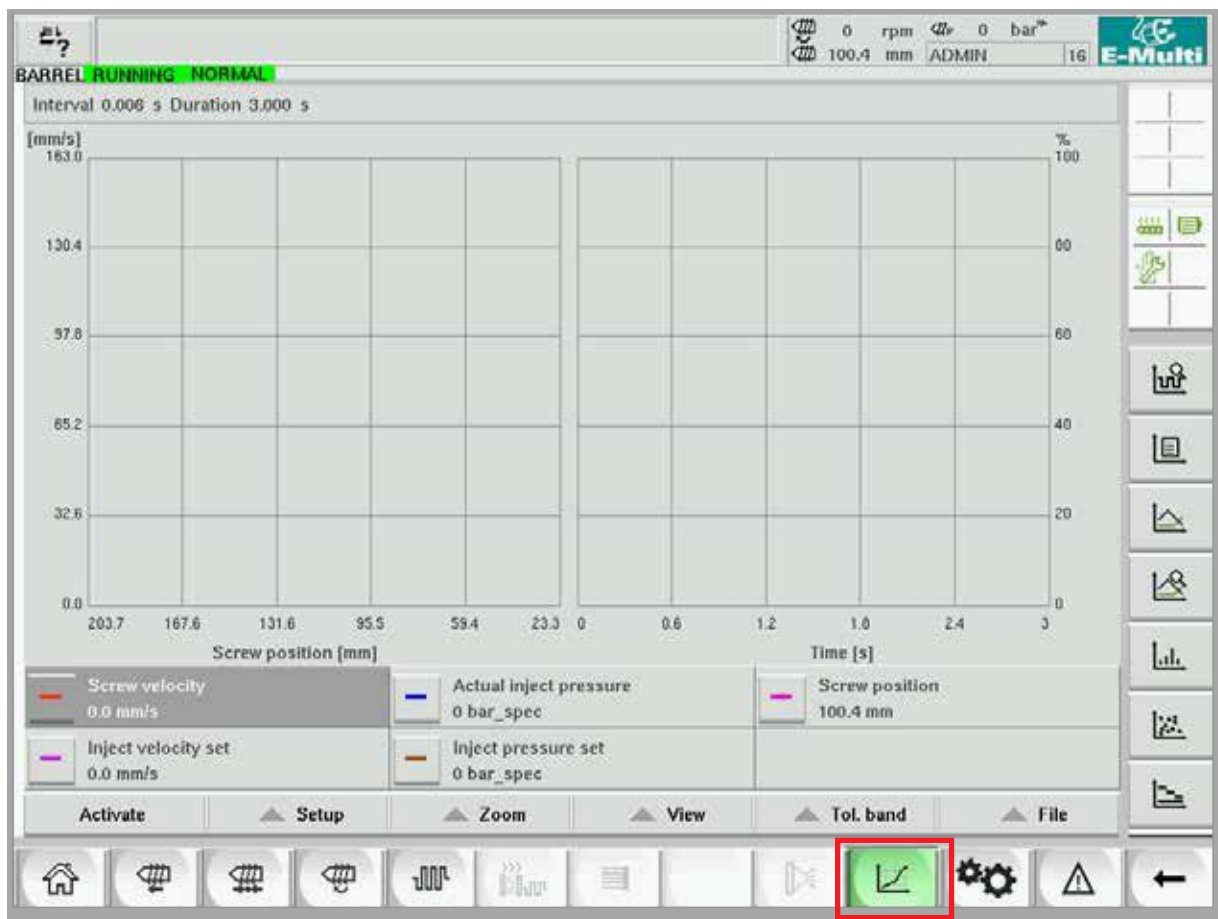 ?
0 rpm 0 bar
100.4 mm ADMIN 16
E-Multi
BARREL RUNNING NORMAL
Interval 0.006 s Duration 3.000 s
[mm/s]
%
163.0
100
130.4
80
97.8
60
65.2
40
32.6
20
0.0
0
203.7 167.6 131.6 95.5 59.4 23.3 0 0.6 1.2 1.8 2.4 3
Screw position [mm] Time [s]
Screw velocity
0.0 mm/s
Actual inject pressure
0 bar_spec
Screw position
100.4 mm
Inject velocity set
0.0 mm/s
Inject pressure set
0 bar_spec
Activate Setup Zoom View Tol. band File